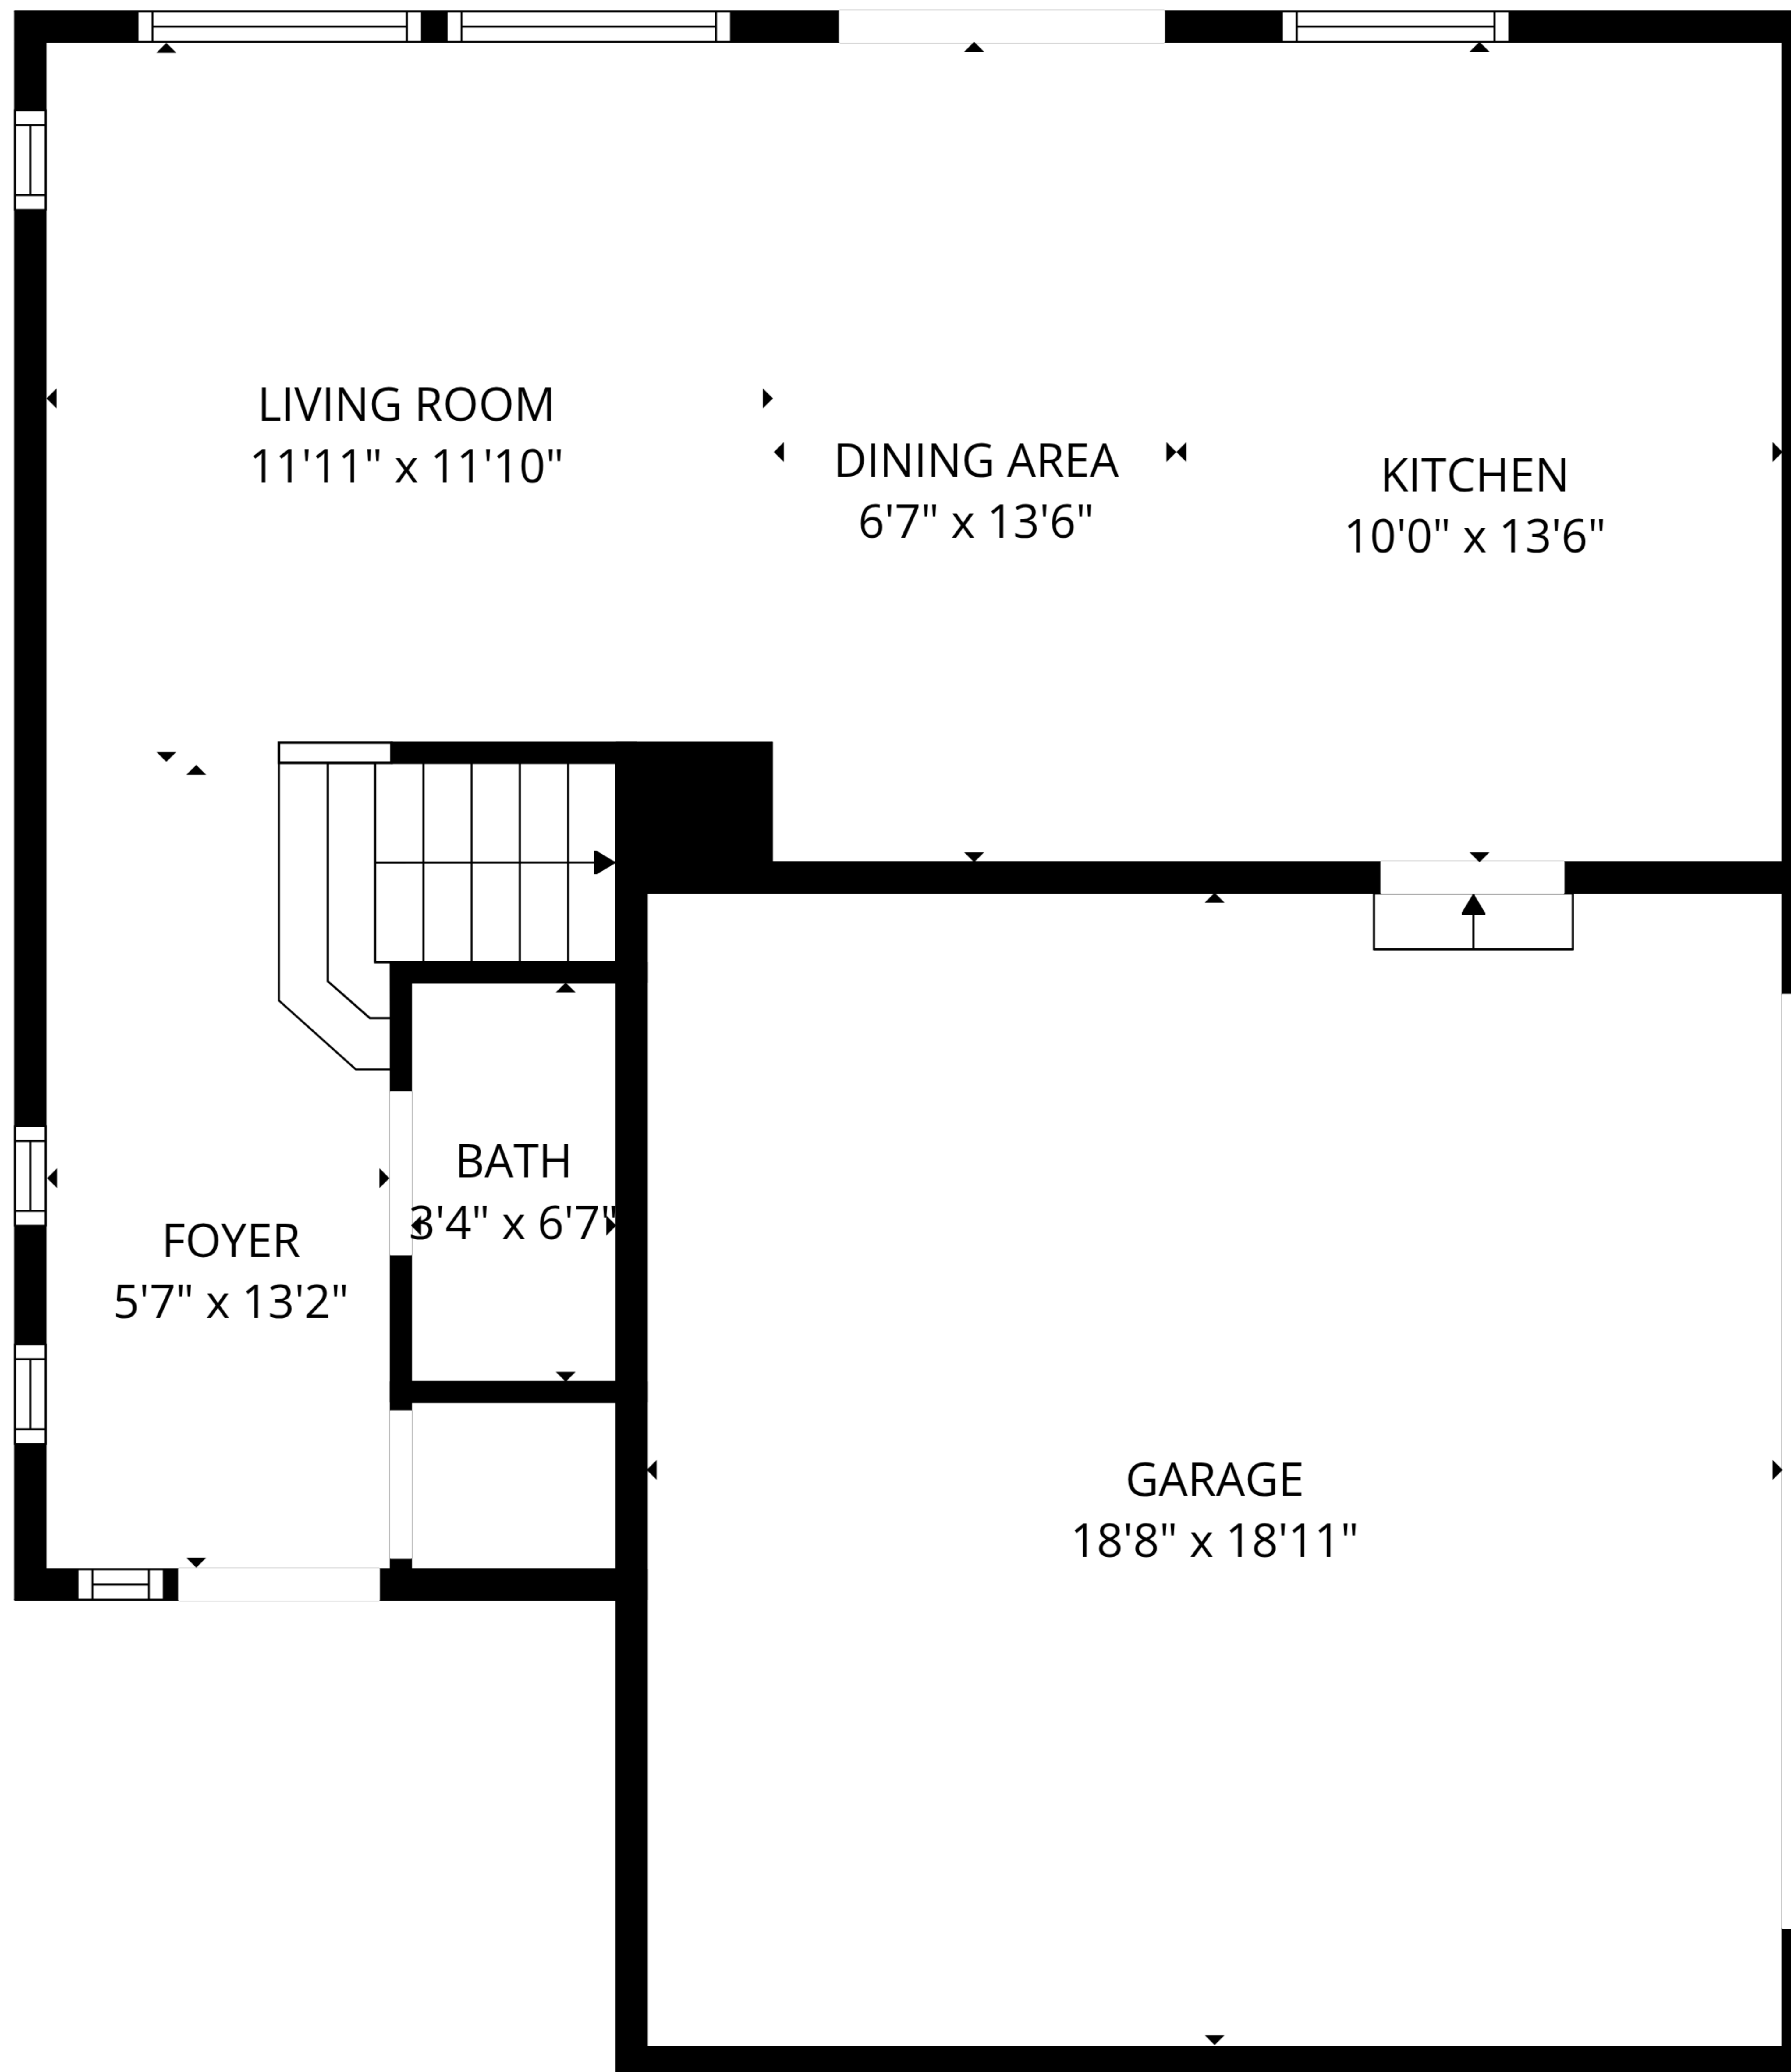 LIVING ROOM
11'11" x 11'10"
DINING AREA
6'7" x 13'6"
KITCHEN
10'0" x 13'6"
BATH
3'4" x 6'7"
FOYER
5'7" x 13'2"
GARAGE
18'8" x 18'11"